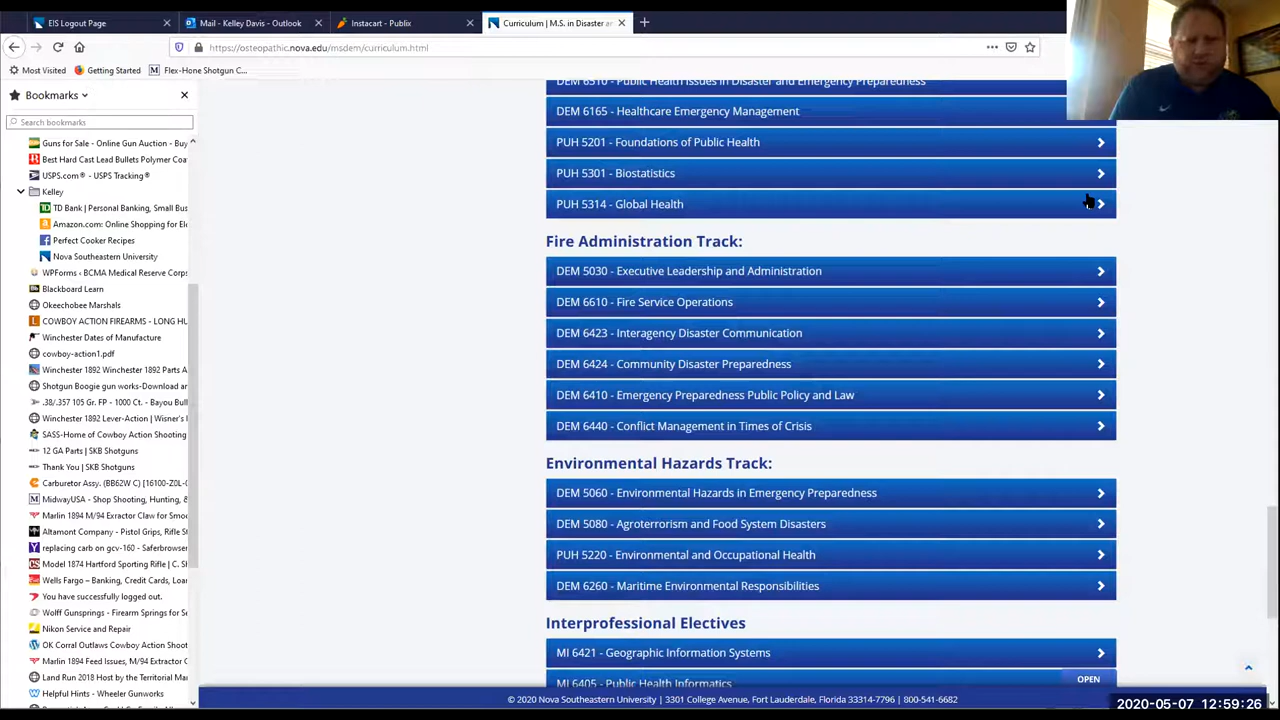 EIS Logout Page
Mail - Kelley Davis - Outlook
Instacart - Publix
Curriculum | M.S. in Disaster an
https://osteopathic.nova.edu/msdem/curriculum.html
Most Visited
Getting Started
Flex-Hone Shotgun C...
Bookmarks
Search bookmarks
Guns for Sale - Online Gun Auction - Buy
Best Hard Cast Lead Bullets Polymer Coa
USPS.com® - USPS Tracking®
Kelley
TD Bank | Personal Banking, Small Bus
Amazon.com: Online Shopping for Ele
Perfect Cooker Recipes
Nova Southeastern University
WPForms ‹ BCMA Medical Reserve Corps
Blackboard Learn
Okeechobee Marshals
COWBOY ACTION FIREARMS - LONG HU
Winchester Dates of Manufacture
cowboy-action1.pdf
Winchester 1892 Winchester 1892 Parts A
Shotgun Boogie gun works-Download an
.38/.357 105 Gr. FP - 1000 Ct. - Bayou Bull
Winchester 1892 Lever-Action | Wisner's
SASS-Home of Cowboy Action Shooting
12 GA Parts | SKB Shotguns
Thank You | SKB Shotguns
Carburetor Assy. (BB62W C) [16100-Z0L-
MidwayUSA - Shop Shooting, Hunting, &
Marlin 1894 M/94 Exractor Claw for Smo
Altamont Company - Pistol Grips, Rifle St
replacing carb on gcv-160 - Saferbrowser
Model 1874 Hartford Sporting Rifle | C. S
Wells Fargo – Banking, Credit Cards, Loa
You have successfully logged out.
Wolff Gunsprings - Firearm Springs for Se
Nikon Service and Repair
OK Corral Outlaws Cowboy Action Shoot
Marlin 1894 Feed Issues, M/94 Extractor C
Land Run 2018 Host by the Territorial Mar
Helpful Hints - Wheeler Gunworks
DEM 6510 - Public Health Issues in Disaster and Emergency Preparedness
DEM 6165 - Healthcare Emergency Management
PUH 5201 - Foundations of Public Health
PUH 5301 - Biostatistics
PUH 5314 - Global Health
Fire Administration Track:
DEM 5030 - Executive Leadership and Administration
DEM 6610 - Fire Service Operations
DEM 6423 - Interagency Disaster Communication
DEM 6424 - Community Disaster Preparedness
DEM 6410 - Emergency Preparedness Public Policy and Law
DEM 6440 - Conflict Management in Times of Crisis
Environmental Hazards Track:
DEM 5060 - Environmental Hazards in Emergency Preparedness
DEM 5080 - Agroterrorism and Food System Disasters
PUH 5220 - Environmental and Occupational Health
DEM 6260 - Maritime Environmental Responsibilities
Interprofessional Electives
MI 6421 - Geographic Information Systems
MI 6405 - Public Health Informatics
OPEN
© 2020 Nova Southeastern University | 3301 College Avenue, Fort Lauderdale, Florida 33314-7796 | 800-541-6682
2020-05-07 12:59:26